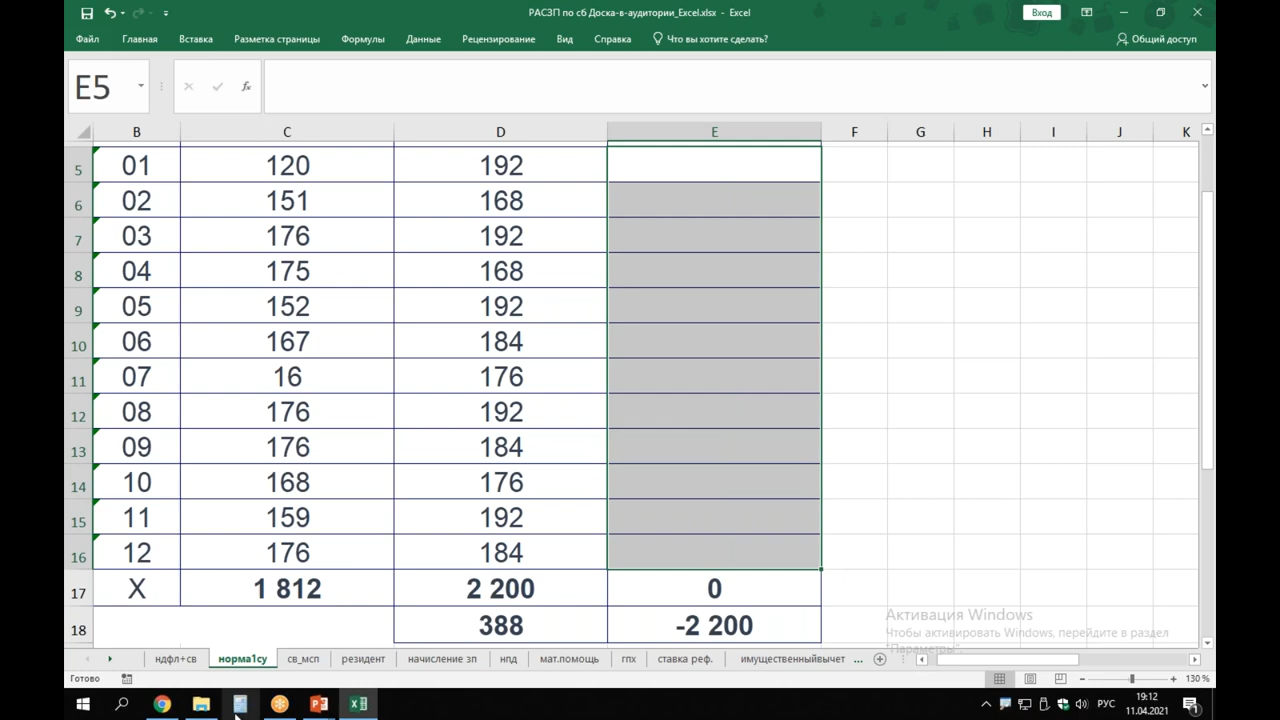 РАСЗП по сб Доска-в-аудитории_Excel.xlsx - Excel
Вход
Файл Главная Вставка Разметка страницы Формулы Данные Рецензирование Вид Справка Что вы хотите сделать? Общий доступ
E5 fx
B C D E F G H I J K
5 01 120 192
6 02 151 168
7 03 176 192
8 04 175 168
9 05 152 192
10 06 167 184
11 07 16 176
12 08 176 192
13 09 176 184
14 10 168 176
15 11 159 192
16 12 176 184
17 X 1 812 2 200 0
18 388 -2 200
Активация Windows
Чтобы активировать Windows, перейдите в раздел
"Параметры".
ндфл+св норма1су св_мсп резидент начисление зп нпд мат.помощь гпх ставка реф. имущественныйвычет ...
Готово 130 %
РУС 19:12
11.04.2021
1